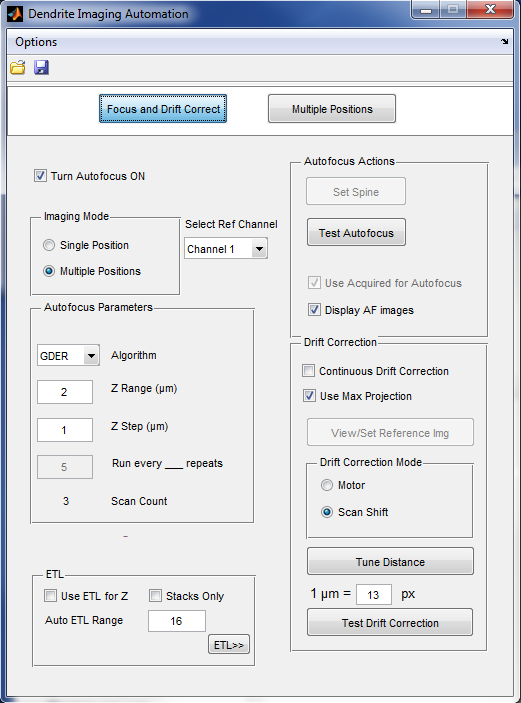 Dendrite Imaging Automation
Options
Focus and Drift Correct
Multiple Positions
Turn Autofocus ON
Imaging Mode
Single Position
Multiple Positions
Select Ref Channel
Channel 1
Autofocus Parameters
GDER Algorithm
2 Z Range (µm)
1 Z Step (µm)
5 Run every ___ repeats
3 Scan Count
ETL
Use ETL for Z Stacks Only
Auto ETL Range 16
ETL>>
Autofocus Actions
Set Spine
Test Autofocus
Use Acquired for Autofocus
Display AF images
Drift Correction
Continuous Drift Correction
Use Max Projection
View/Set Reference Img
Drift Correction Mode
Motor
Scan Shift
Tune Distance
1 µm = 13 px
Test Drift Correction